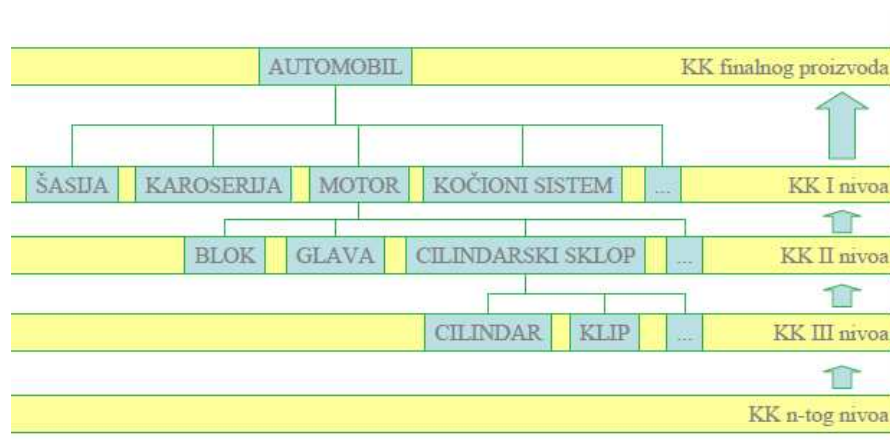 AUTOMOBIL KK finalnog proizvoda
ŠASIJA KAROSERIJA MOTOR KOČIONI SISTEM ... KK I nivoa
BLOK GLAVA CILINDARSKI SKLOP ... KK II nivoa
CILINDAR KLIP ... KK III nivoa
KK n-tog nivoa